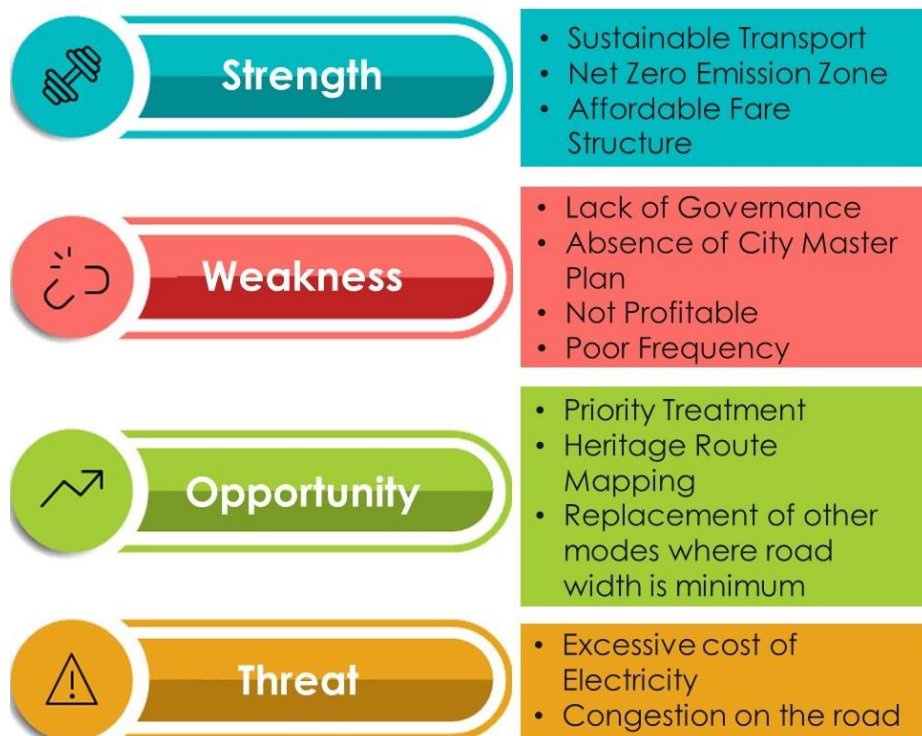 Strength
• Sustainable Transport
• Net Zero Emission Zone
• Affordable Fare
Structure
Weakness
• Lack of Governance
• Absence of City Master
Plan
• Not Profitable
• Poor Frequency
Opportunity
• Priority Treatment
• Heritage Route
Mapping
• Replacement of other
modes where road
width is minimum
Threat
• Excessive cost of
Electricity
• Congestion on the road